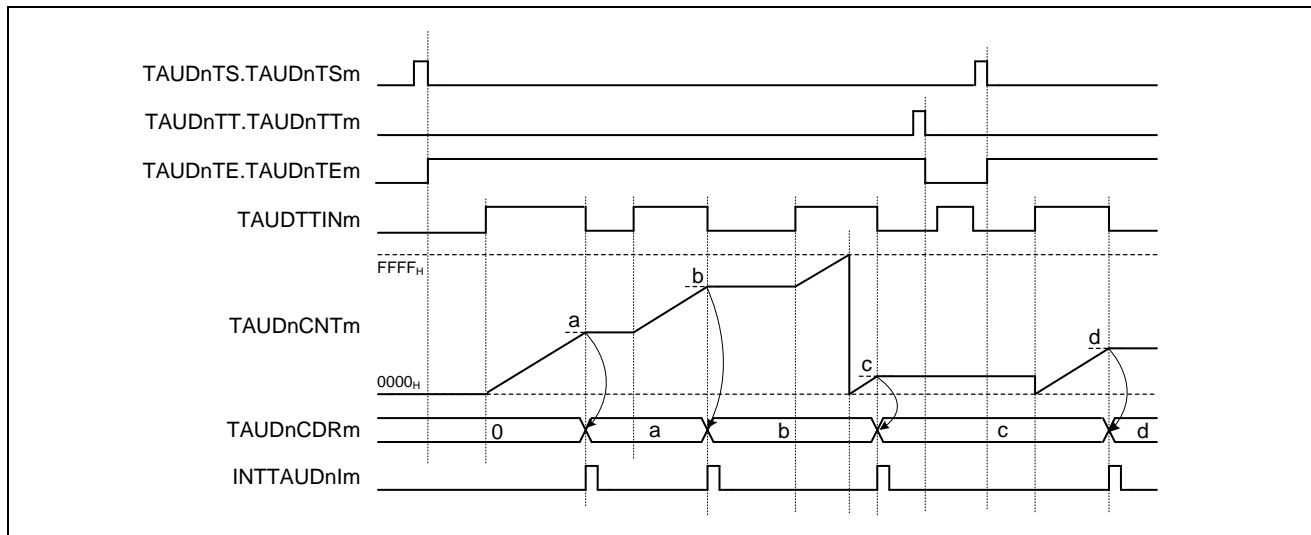 TAUDnTS.TAUDnTSm
TAUDnTT.TAUDnTTm
TAUDnTE.TAUDnTEm
TAUDTTINm
FFFFH
b
TAUDnCNTm
a
d
c
0000H
TAUDnCDRm
0 a b c d
INTTAUDnIm